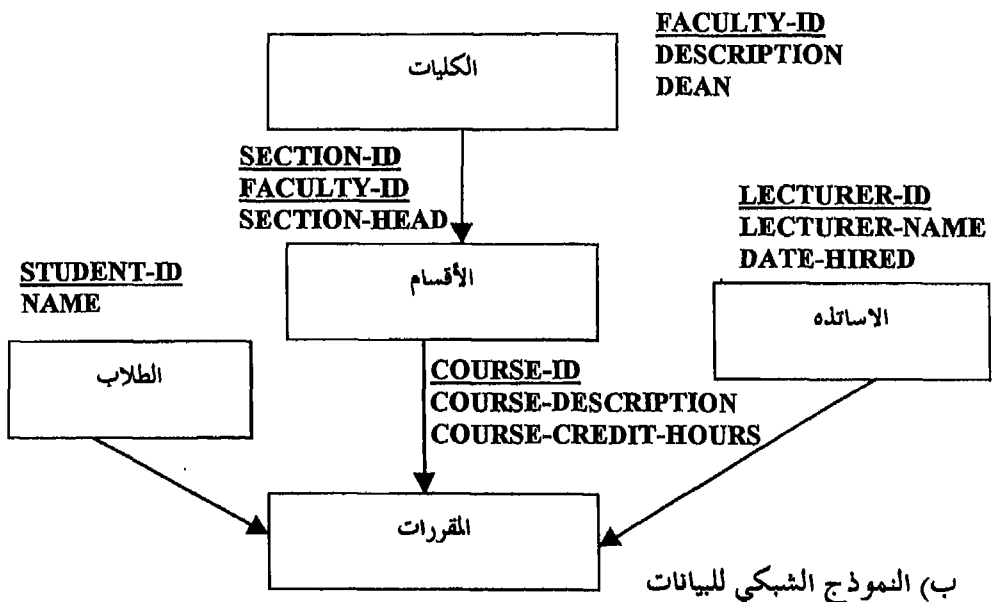 FACULTY-ID
DESCRIPTION
DEAN
الكليات
SECTION-ID
FACULTY-ID
SECTION-HEAD
LECTURER-ID
LECTURER-NAME
DATE-HIRED
STUDENT-ID
NAME
الأقسام
الاساتذه
الطلاب
COURSE-ID
COURSE-DESCRIPTION
COURSE-CREDIT-HOURS
المقررات
ب) النموذج الشبكي للبيانات